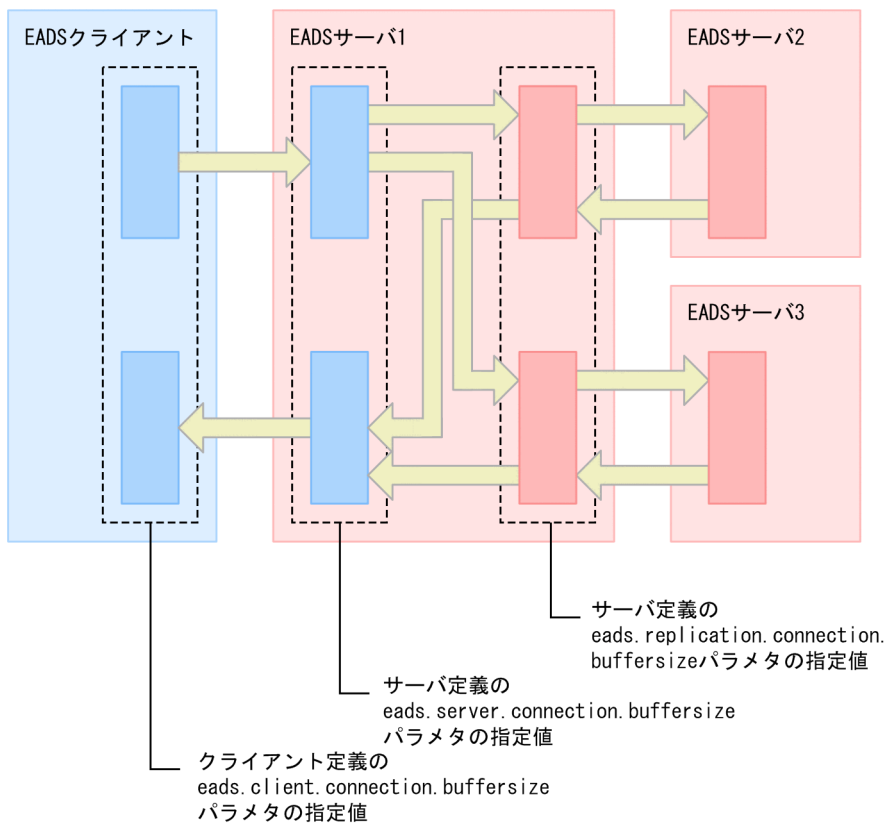 EADSクライアント
EADSサーバ1
EADSサーバ2
EADSサーバ3
サーバ定義の
eads.replication.connection.
buffersizeパラメタの指定値
サーバ定義の
eads.server.connection.buffersize
パラメタの指定値
クライアント定義の
eads.client.connection.buffersize
パラメタの指定値